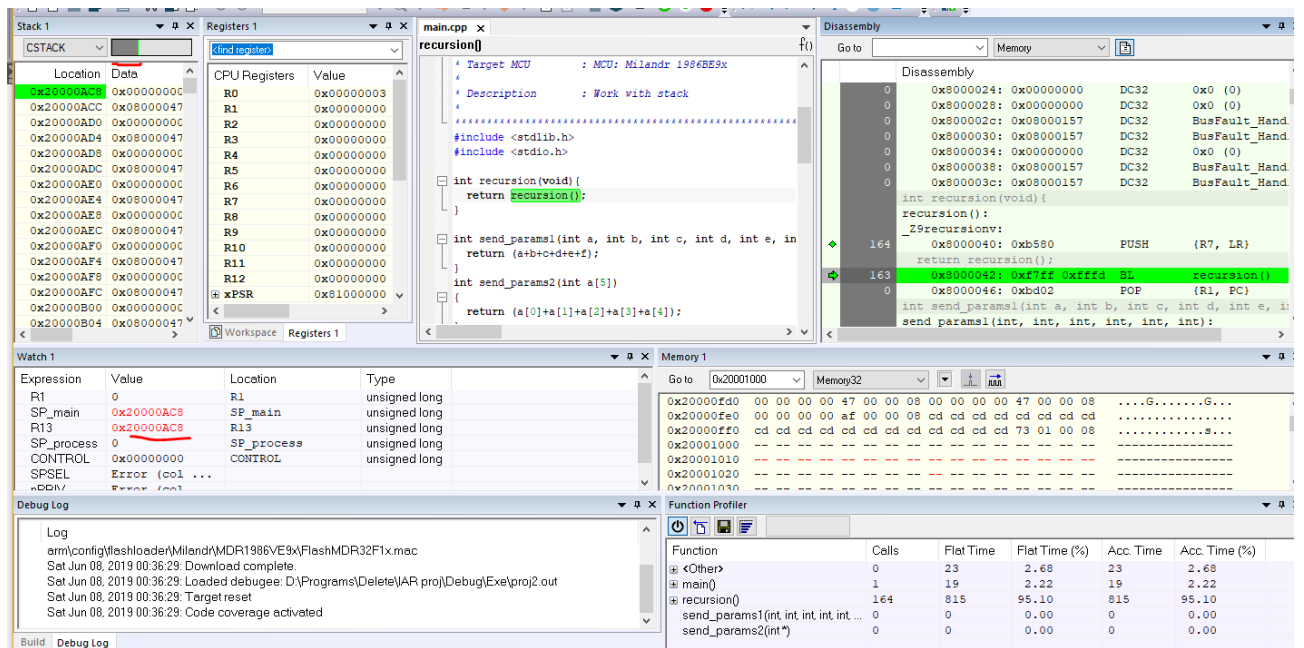 Stack 1
CSTACK
Location Data
0x20000AC8 0x00000000
0x20000ACC 0x08000047
0x20000AD0 0x00000000
0x20000AD4 0x08000047
0x20000AD8 0x00000000
0x20000ADC 0x08000047
0x20000AE0 0x00000000
0x20000AE4 0x08000047
0x20000AE8 0x00000000
0x20000AEC 0x08000047
0x20000AF0 0x00000000
0x20000AF4 0x08000047
0x20000AF8 0x00000000
0x20000AFC 0x08000047
0x20000B00 0x00000000
0x20000B04 0x08000047
Registers 1
<find register>
CPU Registers Value
R0 0x00000003
R1 0x00000000
R2 0x00000000
R3 0x00000000
R4 0x00000000
R5 0x00000000
R6 0x00000000
R7 0x00000000
R8 0x00000000
R9 0x00000000
R10 0x00000000
R11 0x00000000
R12 0x00000000
xPSR 0x81000000
Workspace Registers 1
main.cpp x
recursion() f()
* Target MCU : MCU: Milandr 1986BE9x
*
* Description : Work with stack
*
#include <stdlib.h>
#include <stdio.h>
int recursion(void){
return recursion();
}
int send_params1(int a, int b, int c, int d, int e, in
return (a+b+c+d+e+f);
}
int send_params2(int a[5])
{
return (a[0]+a[1]+a[2]+a[3]+a[4]);
Disassembly
Go to Memory
Disassembly
0 0x8000024: 0x00000000 DC32 0x0 (0)
0 0x8000028: 0x00000000 DC32 0x0 (0)
0 0x800002c: 0x08000157 DC32 BusFault_Hand
0 0x8000030: 0x08000157 DC32 BusFault_Hand
0 0x8000034: 0x00000000 DC32 0x0 (0)
0 0x8000038: 0x08000157 DC32 BusFault_Hand
0 0x800003c: 0x08000157 DC32 BusFault_Hand
int recursion(void){
recursion():
_Z9recursionv:
164 0x8000040: 0xb580 PUSH {R7, LR}
return recursion();
163 0x8000042: 0xf7ff 0xfffd BL recursion()
0 0x8000046: 0xbd02 POP {R1, PC}
int send_params1(int a, int b, int c, int d, int e, i
send_params1(int, int, int, int, int, int):
Watch 1
Expression Value Location Type
R1 0 R1 unsigned long
SP_main 0x20000AC8 SP_main unsigned long
R13 0x20000AC8 R13 unsigned long
SP_process 0 SP_process unsigned long
CONTROL 0x00000000 CONTROL unsigned long
SPSEL Error (col ...
nPRIV Error (col
Memory 1
Go to 0x20001000 Memory32
0x20000fd0 00 00 00 00 47 00 00 08 00 00 00 00 47 00 00 08 ....G.......G...
0x20000fe0 00 00 00 00 af 00 00 08 cd cd cd cd cd cd cd cd ................
0x20000ff0 cd cd cd cd cd cd cd cd cd cd cd cd 73 01 00 08 ............s...
0x20001000 -- -- -- -- -- -- -- -- -- -- -- -- -- -- -- -- ----------------
0x20001010 -- -- -- -- -- -- -- -- -- -- -- -- -- -- -- -- ----------------
0x20001020 -- -- -- -- -- -- -- -- -- -- -- -- -- -- -- -- ----------------
0x20001030 -- -- -- -- -- -- -- -- -- -- -- -- -- -- -- -- ----------------
Debug Log
Log
arm\config\flashloader\Milandr\MDR1986VE9x\FlashMDR32F1x.mac
Sat Jun 08, 2019 00:36:29: Download complete.
Sat Jun 08, 2019 00:36:29: Loaded debugee: D:\Programs\Delete\IAR proj\Debug\Exe\proj2.out
Sat Jun 08, 2019 00:36:29: Target reset
Sat Jun 08, 2019 00:36:29: Code coverage activated
Build Debug Log
Function Profiler
Function Calls Flat Time Flat Time (%) Acc. Time Acc. Time (%)
<Other> 0 23 2.68 23 2.68
main() 1 19 2.22 19 2.22
recursion() 164 815 95.10 815 95.10
send_params1(int, int, int, int, int, ... 0 0 0.00 0 0.00
send_params2(int*) 0 0 0.00 0 0.00